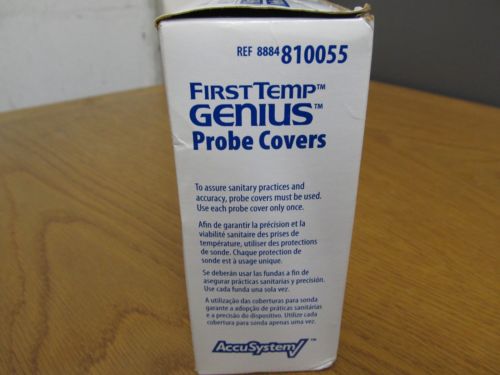 REF 8884 810055
FIRSTTEMP™
GENIUS™
Probe Covers
To assure sanitary practices and
accuracy, probe covers must be used.
Use each probe cover only once.
Afin de garantir la précision et la
viabilité sanitaire des prises de
température, utiliser des protections
de sonde. Chaque protection de
sonde est à usage unique.
Se deberán usar las fundas a fin de
asegurar prácticas sanitarias y precisión.
Use cada funda una sola vez.
A utilização das coberturas para sonda
garante a adopção de práticas sanitárias
e a precisão do dispositivo. Utilize cada
cobertura para sonda apenas uma vez.
AccuSystem™